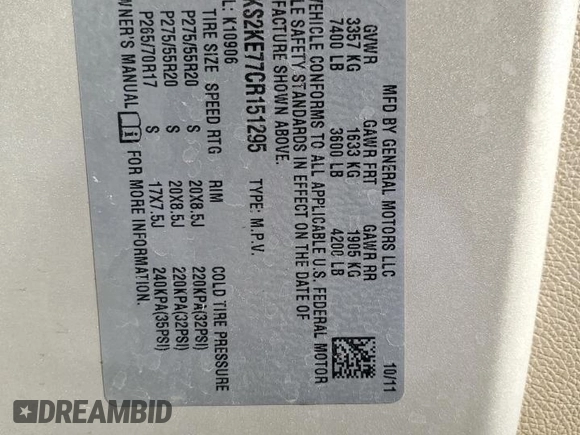 MFD BY GENERAL MOTORS LLC 10/11
GVWR GAWR FRT GAWR RR
3357 KG 1633 KG 1905 KG
7400 LB 3600 LB 4200 LB
VEHICLE CONFORMS TO ALL APPLICABLE U.S. FEDERAL MOTOR
LE SAFETY STANDARDS IN EFFECT ON THE DATE OF
FACTURE SHOWN ABOVE.
KS2KE77CR151295 TYPE: M.P.V.
L: K10906
TIRE SIZE SPEED RTG RIM COLD TIRE PRESSURE
P275/55R20 S 20X8.5J 220KPA(32PSI)
P275/55R20 S 20X8.5J 220KPA(32PSI)
P265/70R17 S 17X7.5J 240KPA(35PSI)
WNER'S MANUAL i FOR MORE INFORMATION
DREAMBID